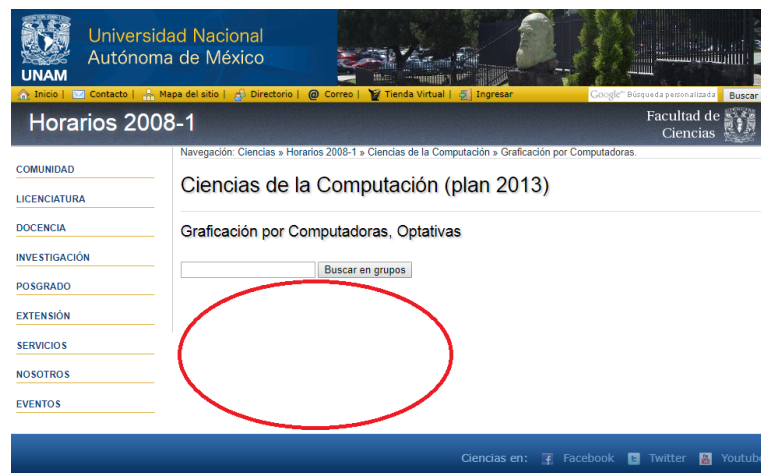 Universidad Nacional
Autónoma de México
UNAM
Inicio | Contacto | Mapa del sitio | Directorio | @ Correo | Tienda Virtual | Ingresar
Google™ Búsqueda personalizada Buscar
Horarios 2008-1
Facultad de
Ciencias
Navegación: Ciencias » Horarios 2008-1 » Ciencias de la Computación » Graficación por Computadoras.
COMUNIDAD
LICENCIATURA
DOCENCIA
INVESTIGACIÓN
POSGRADO
EXTENSIÓN
SERVICIOS
NOSOTROS
EVENTOS
Ciencias de la Computación (plan 2013)
Graficación por Computadoras, Optativas
Buscar en grupos
Ciencias en: Facebook Twitter Youtube